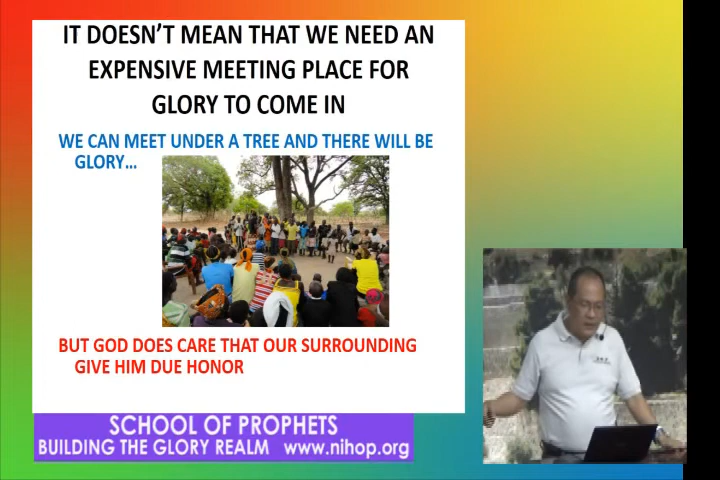 IT DOESN'T MEAN THAT WE NEED AN
EXPENSIVE MEETING PLACE FOR
GLORY TO COME IN
WE CAN MEET UNDER A TREE AND THERE WILL BE
GLORY...
BUT GOD DOES CARE THAT OUR SURROUNDING
GIVE HIM DUE HONOR
SCHOOL OF PROPHETS
BUILDING THE GLORY REALM www.nihop.org